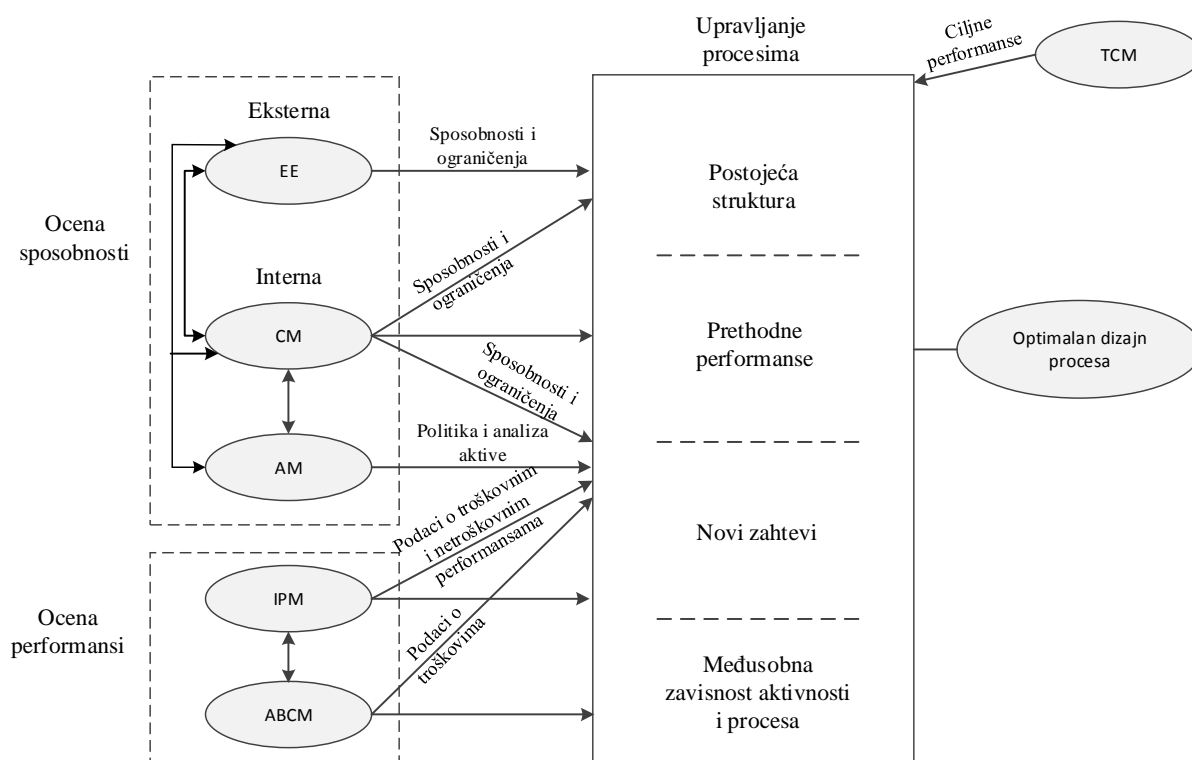 Upravljanje
procesima
Ciljne
performanse
TCM
Eksterna
EE
Sposobnosti i
ograničenja
Postojeća
struktura
Ocena
sposobnosti
Interna
CM
Sposobnosti i
ograničenja
Prethodne
performanse
Optimalan dizajn
procesa
Sposobnosti i
ograničenja
Politika i analiza
aktive
AM
Podaci o troškovnim
i netroškovnim
performansama
Novi zahtevi
IPM
Ocena
performansi
Podaci o
troškovima
ABCM
Međusobna
zavisnost aktivnosti
i procesa